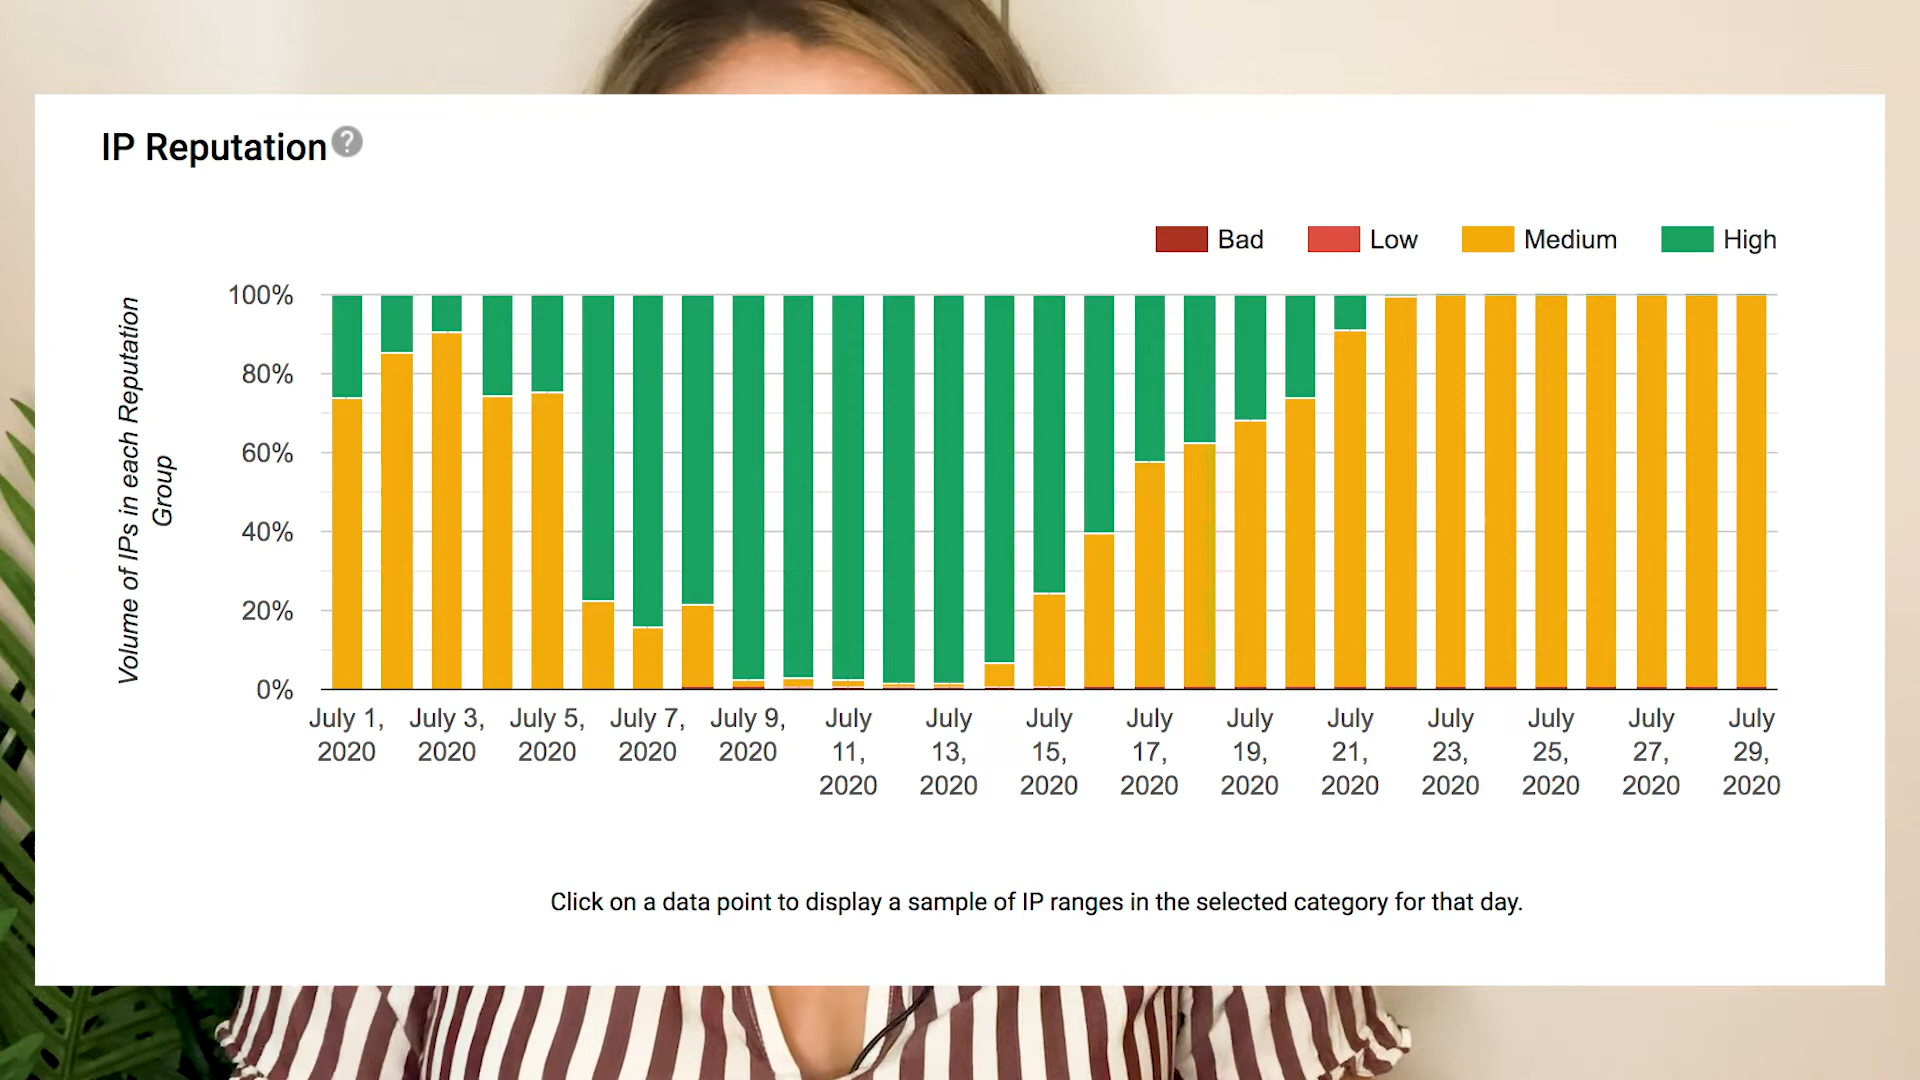 IP Reputation ?
Bad Low Medium High
Volume of IPs in each Reputation
Group
100%
80%
60%
40%
20%
0%
July 1, July 3, July 5, July 7, July 9, July July July July July July July July July July
2020 2020 2020 2020 2020 11, 13, 15, 17, 19, 21, 23, 25, 27, 29,
2020 2020 2020 2020 2020 2020 2020 2020 2020 2020
Click on a data point to display a sample of IP ranges in the selected category for that day.